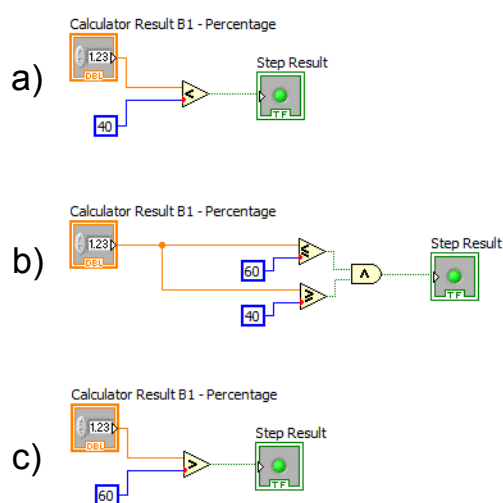 Calculator Result B1 - Percentage
a)
1.23
DBL
<
Step Result
TF
40
Calculator Result B1 - Percentage
b)
1.23
DBL
≤
60
≥
40
∧
Step Result
TF
Calculator Result B1 - Percentage
c)
1.23
DBL
>
Step Result
TF
60